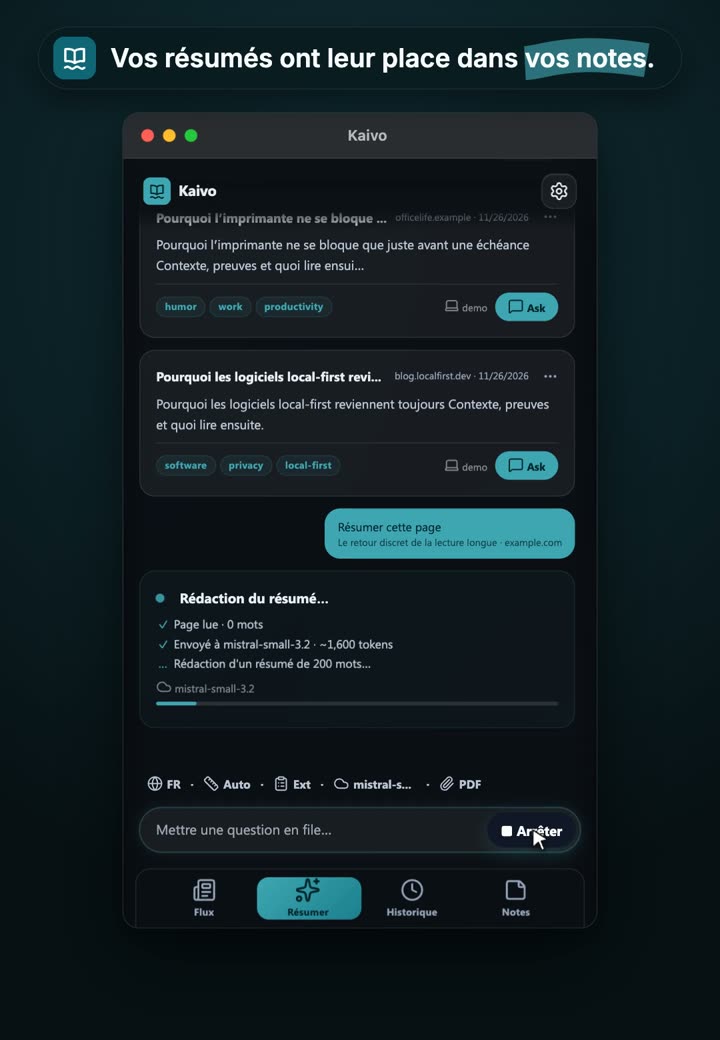 Vos résumés ont leur place dans vos notes.
Kaivo
Kaivo
Pourquoi l'imprimante ne se bloque ... officelife.example · 11/26/2026 ...
Pourquoi l'imprimante ne se bloque que juste avant une échéance
Contexte, preuves et quoi lire ensui...
humor work productivity demo Ask
Pourquoi les logiciels local-first revi... blog.localfirst.dev · 11/26/2026 ...
Pourquoi les logiciels local-first reviennent toujours Contexte, preuves
et quoi lire ensuite.
software privacy local-first demo Ask
Résumer cette page
Le retour discret de la lecture longue · example.com
Rédaction du résumé...
✓ Page lue · 0 mots
✓ Envoyé à mistral-small-3.2 · ~1,600 tokens
... Rédaction d'un résumé de 200 mots...
mistral-small-3.2
FR · Auto · Ext · mistral-s... · PDF
Mettre une question en file... Arrêter
Flux Résumer Historique Notes